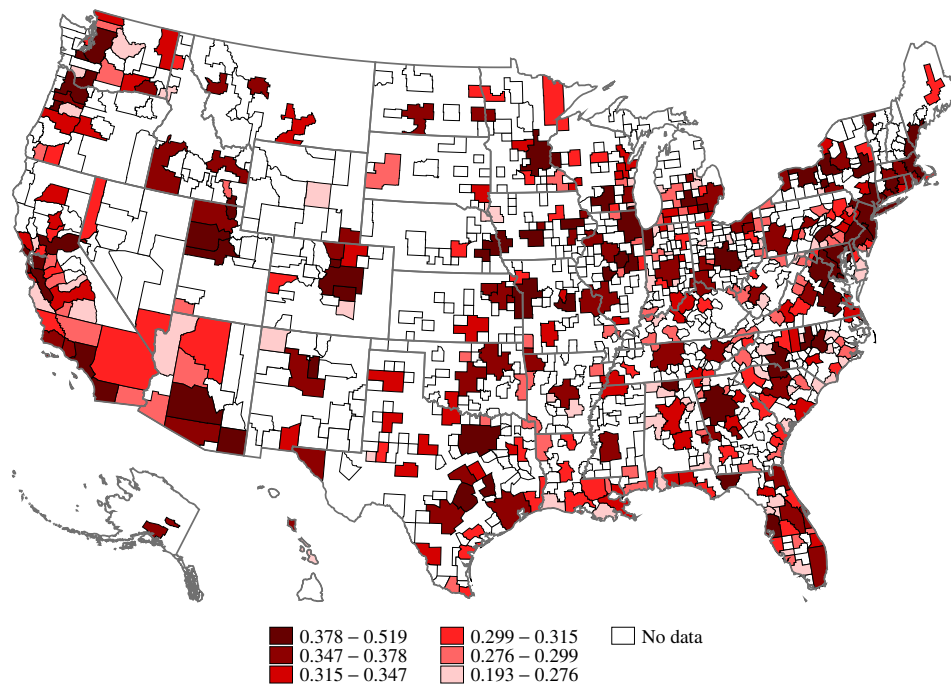 0.378 – 0.519
0.347 – 0.378
0.315 – 0.347
0.299 – 0.315
0.276 – 0.299
0.193 – 0.276
No data